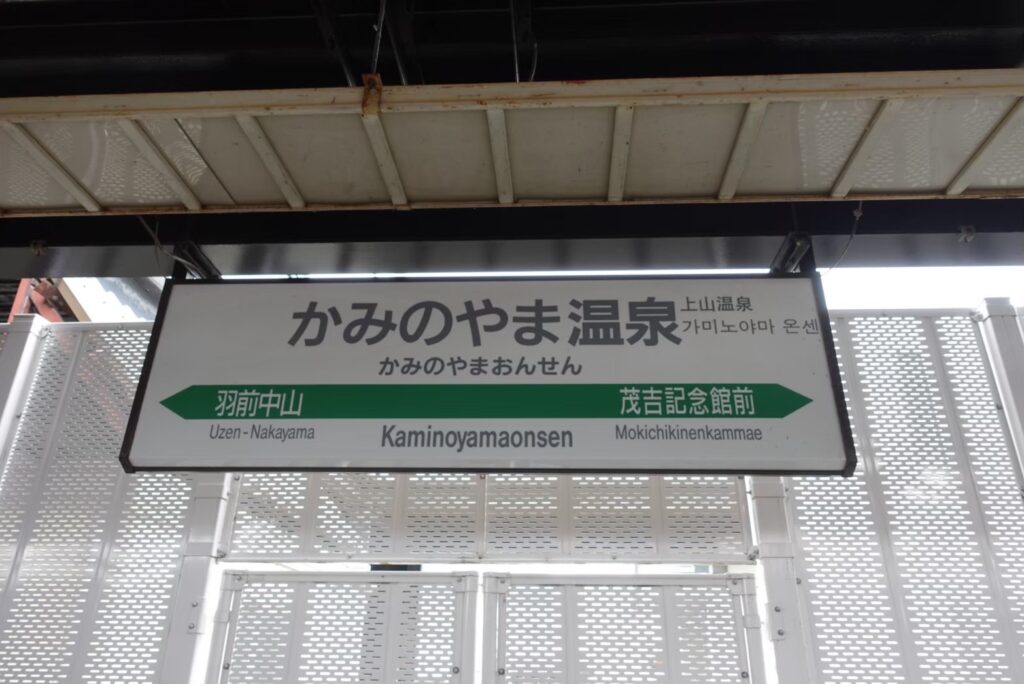 かみのやま温泉
上山温泉
가미노야마 온센
かみのやまおんせん
羽前中山
茂吉記念館前
Uzen-Nakayama
Kaminoyamaonsen
Mokichikinenkammae